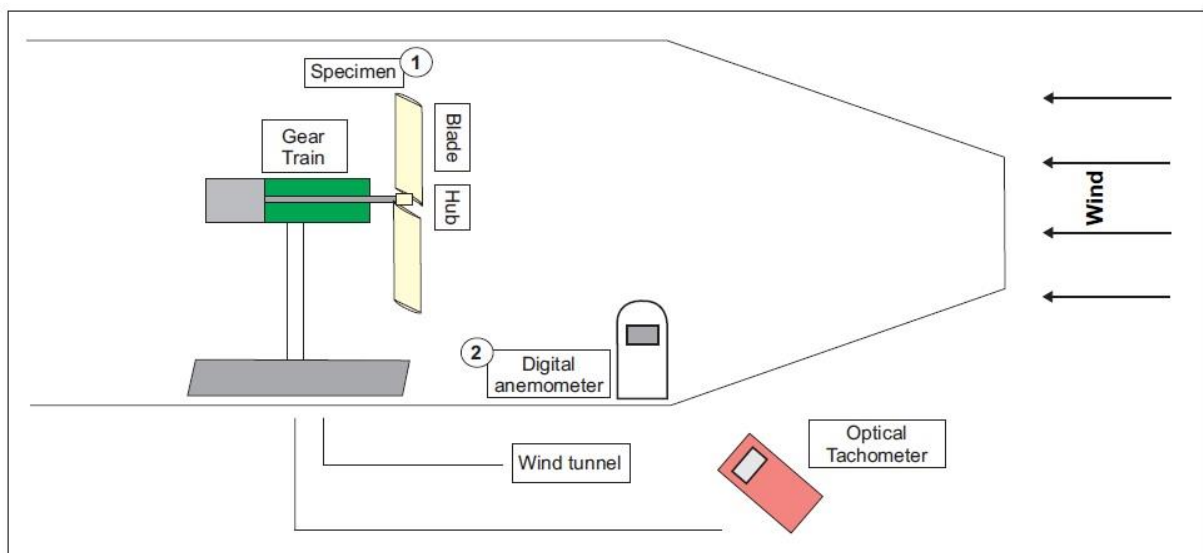 Specimen
1
Blade
Gear
Train
Hub
Wind
2
Digital
anemometer
Optical
Tachometer
Wind tunnel